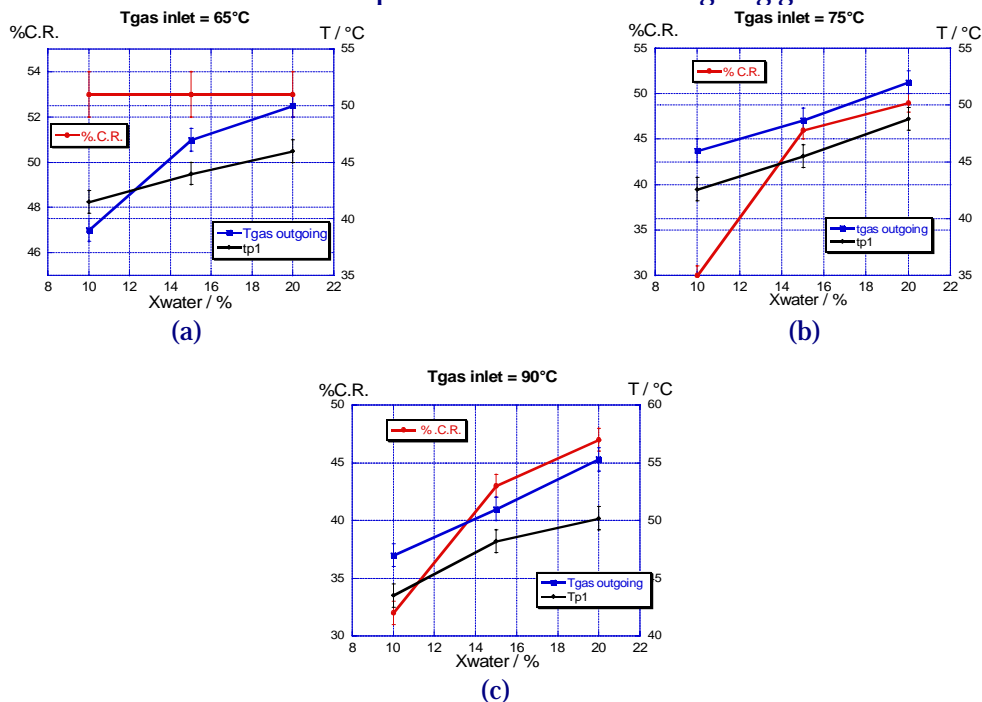 Tgas inlet = 65°C
%C.R.
T / °C
54
52
50
48
46
55
50
45
40
35
%.C.R.
Tgas outgoing
tp1
8 10 12 14 16 18 20 22
Xwater / %
(a)
Tgas inlet = 75°C
%C.R.
T / °C
55
50
45
40
35
30
55
50
45
40
35
% C.R.
tgas outgoing
tp1
8 10 12 14 16 18 20 22
Xwater / %
(b)
Tgas inlet = 90°C
%C.R.
T / °C
50
45
40
35
30
60
55
50
45
40
% .C.R.
Tgas outgoing
Tp1
8 10 12 14 16 18 20 22
Xwater / %
(c)